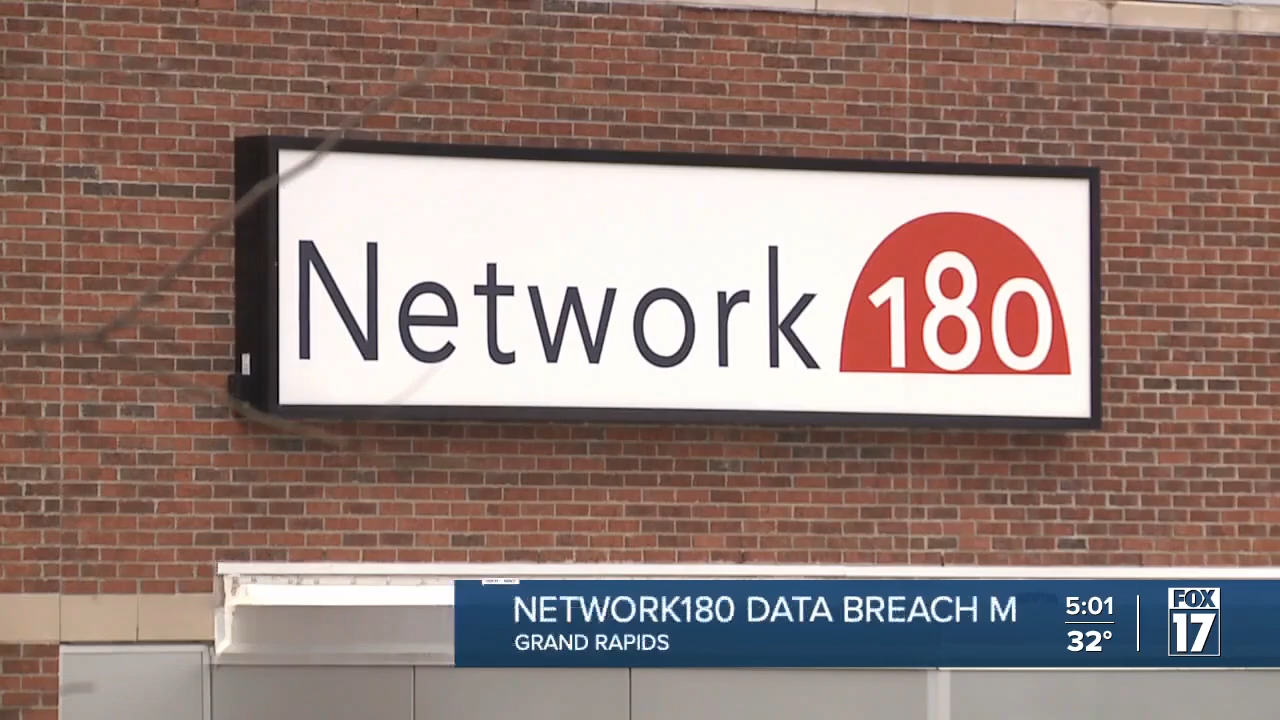 Network 180
NETWORK180 DATA BREACH M
GRAND RAPIDS
5:01
32°
FOX
17